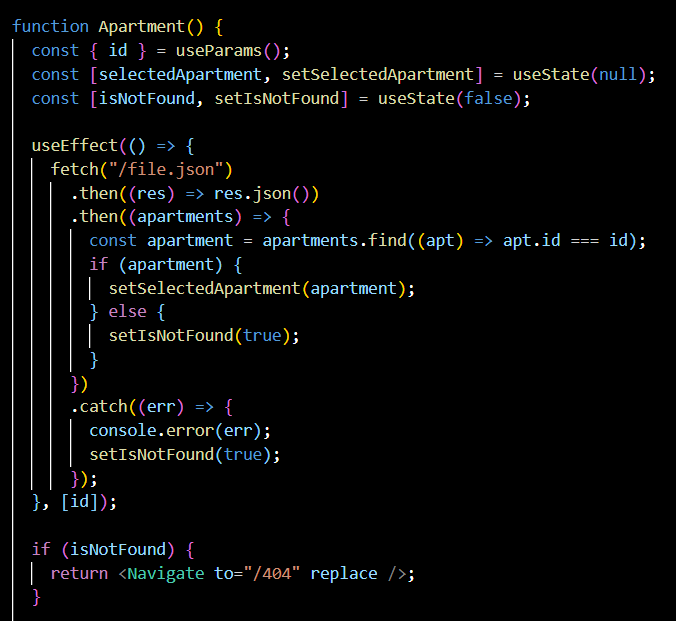 function Apartment() {
const { id } = useParams();
const [selectedApartment, setSelectedApartment] = useState(null);
const [isNotFound, setIsNotFound] = useState(false);
useEffect(() => {
fetch("/file.json")
.then((res) => res.json())
.then((apartments) => {
const apartment = apartments.find((apt) => apt.id === id);
if (apartment) {
setSelectedApartment(apartment);
} else {
setIsNotFound(true);
}
})
.catch((err) => {
console.error(err);
setIsNotFound(true);
});
}, [id]);
if (isNotFound) {
return <Navigate to="/404" replace />;
}